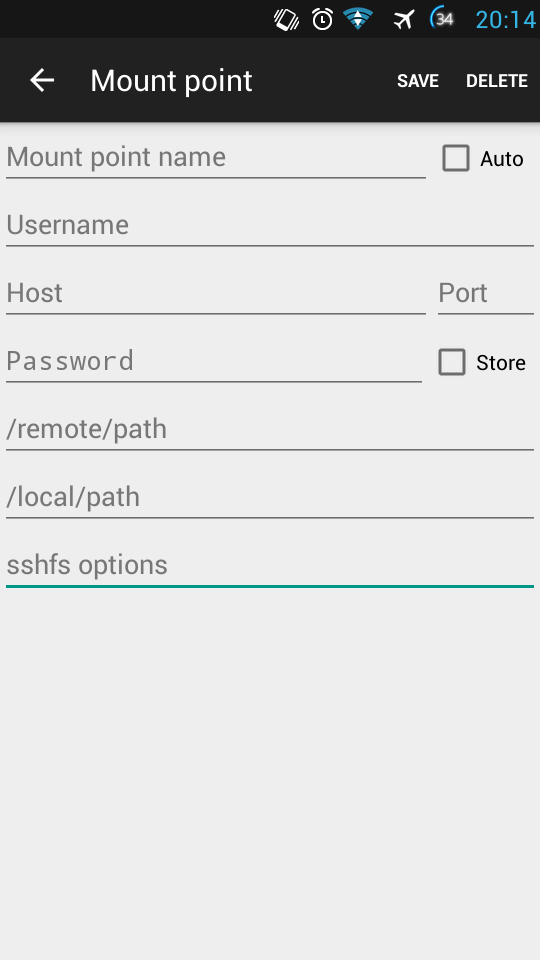 34 20:14
Mount point SAVE DELETE
Mount point name Auto
Username
Host Port
Password Store
/remote/path
/local/path
sshfs options